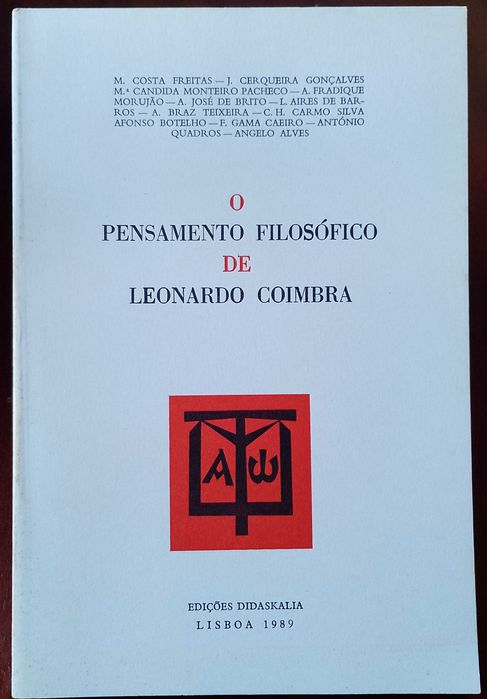 M. COSTA FREITAS — J. CERQUEIRA GONÇALVES
M.ª CANDIDA MONTEIRO PACHECO — A. FRADIQUE
MORUJÃO — A. JOSÉ DE BRITO — L. AIRES DE BAR-
ROS — A. BRAZ TEIXEIRA — C. H. CARMO SILVA
AFONSO BOTELHO — F. GAMA CAEIRO — ANTÓNIO
QUADROS — ANGELO ALVES
O
PENSAMENTO FILOSÓFICO
DE
LEONARDO COIMBRA
Α ω
EDIÇÕES DIDASKALIA
LISBOA 1989